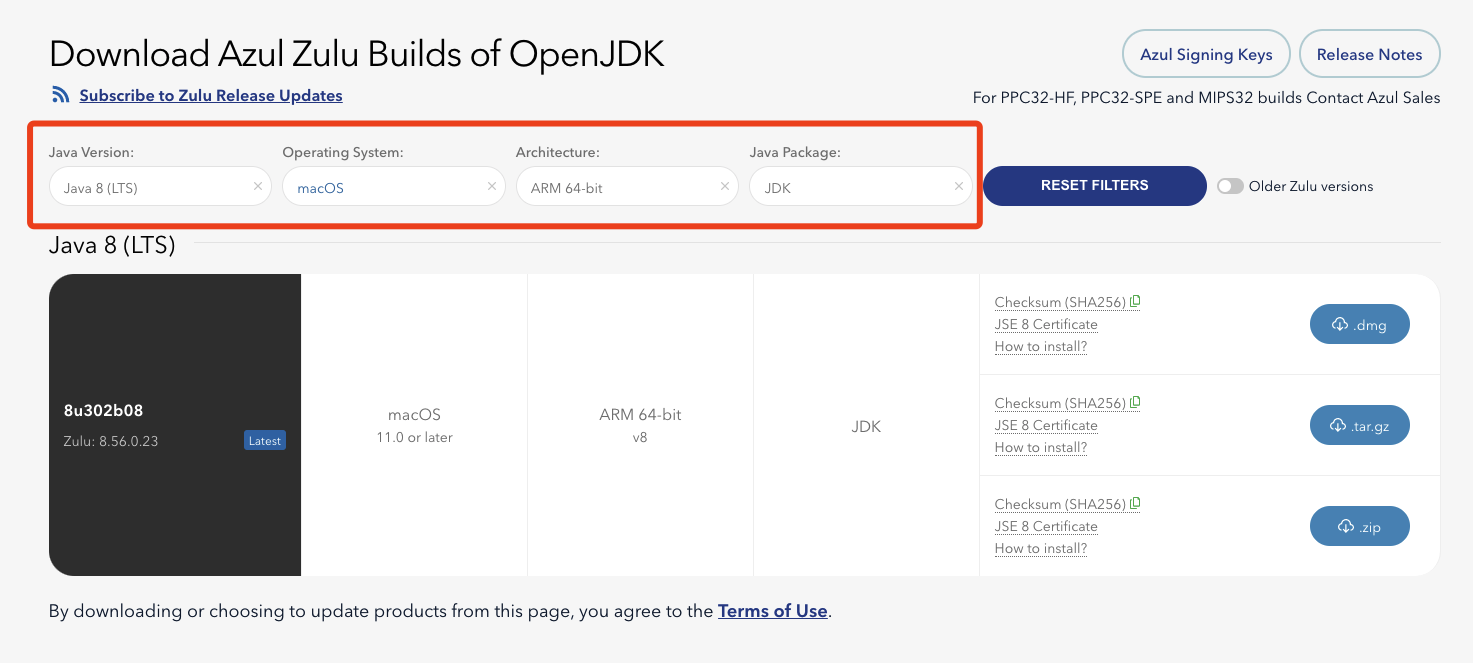 Download Azul Zulu Builds of OpenJDK
Azul Signing Keys
Release Notes
Subscribe to Zulu Release Updates
For PPC32-HF, PPC32-SPE and MIPS32 builds Contact Azul Sales
Java Version:
Operating System:
Architecture:
Java Package:
Java 8 (LTS)
macOS
ARM 64-bit
JDK
RESET FILTERS
Older Zulu versions
Java 8 (LTS)
8u302b08
Zulu: 8.56.0.23
Latest
macOS
11.0 or later
ARM 64-bit
v8
JDK
Checksum (SHA256)
JSE 8 Certificate
How to install?
.dmg
Checksum (SHA256)
JSE 8 Certificate
How to install?
.tar.gz
Checksum (SHA256)
JSE 8 Certificate
How to install?
.zip
By downloading or choosing to update products from this page, you agree to the Terms of Use.